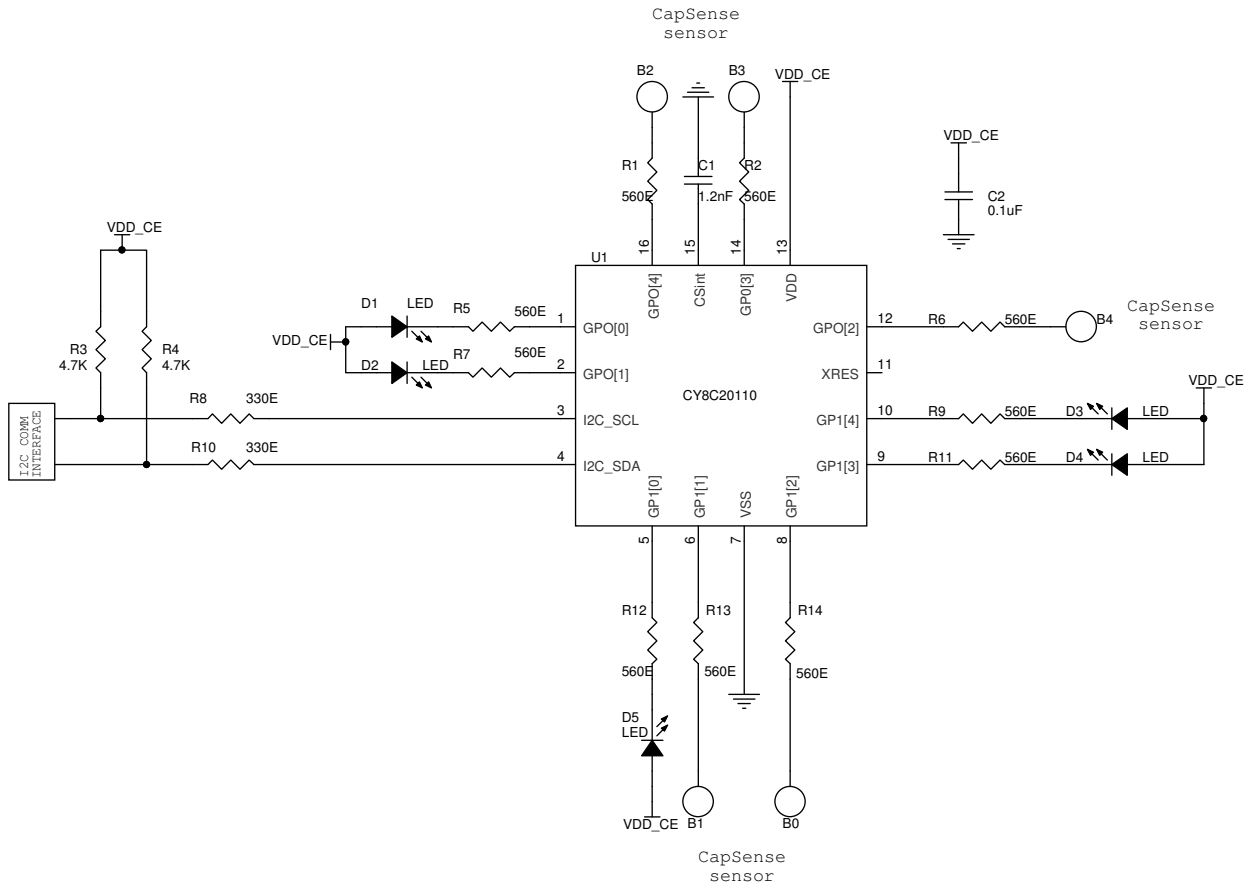 CapSense
sensor
B2
B3
VDD_CE
R1
560E
C1
1.2nF
R2
560E
VDD_CE
C2
0.1uF
16
15
14
13
U1
GPO[4]
CSint
GP0[3]
VDD
VDD_CE
R3
4.7K
R4
4.7K
D1
LED
R5
560E
1
GPO[0]
VDD_CE
D2
LED
R7
560E
2
GPO[1]
R8
330E
3
I2C_SCL
R10
330E
4
I2C_SDA
I2C COMM
INTERFACE
CY8C20110
GPO[2]
12
R6
560E
B4
CapSense
sensor
XRES
11
VDD_CE
GP1[4]
10
R9
560E
D3
LED
GP1[3]
9
R11
560E
D4
LED
GP1[0]
GP1[1]
VSS
GP1[2]
5
6
7
8
R12
560E
R13
560E
R14
560E
D5
LED
VDD_CE
B1
B0
CapSense
sensor